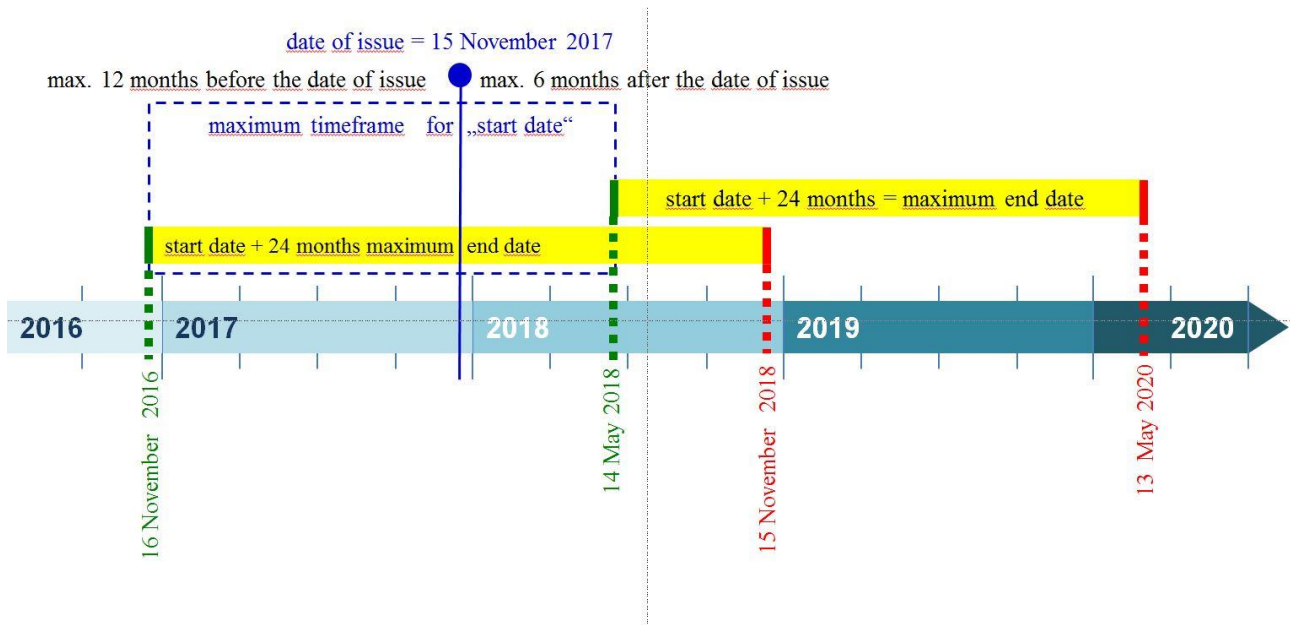 date of issue = 15 November 2017
max. 12 months before the date of issue
max. 6 months after the date of issue
maximum timeframe for „start date“
start date + 24 months = maximum end date
start date + 24 months maximum end date
2016
2017
2018
2019
2020
16 November 2016
14 May 2018
15 November 2018
13 May 2020